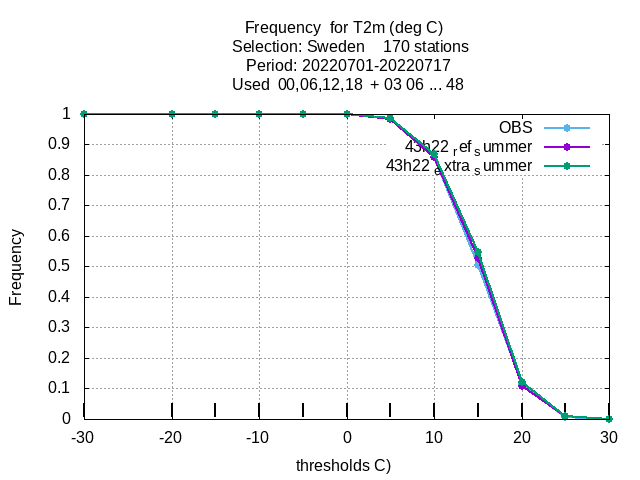 Frequency  for T2m (deg C)
Selection: Sweden    170 stations
Period: 20220701-20220717
Used  00,06,12,18  + 03 06 ... 48
OBS
43h22 ref summer
43h22 extra summer
1
0.9
0.8
0.7
0.6
0.5
0.4
0.3
0.2
0.1
0
Frequency
-30 -20 -10 0 10 20 30
thresholds C)